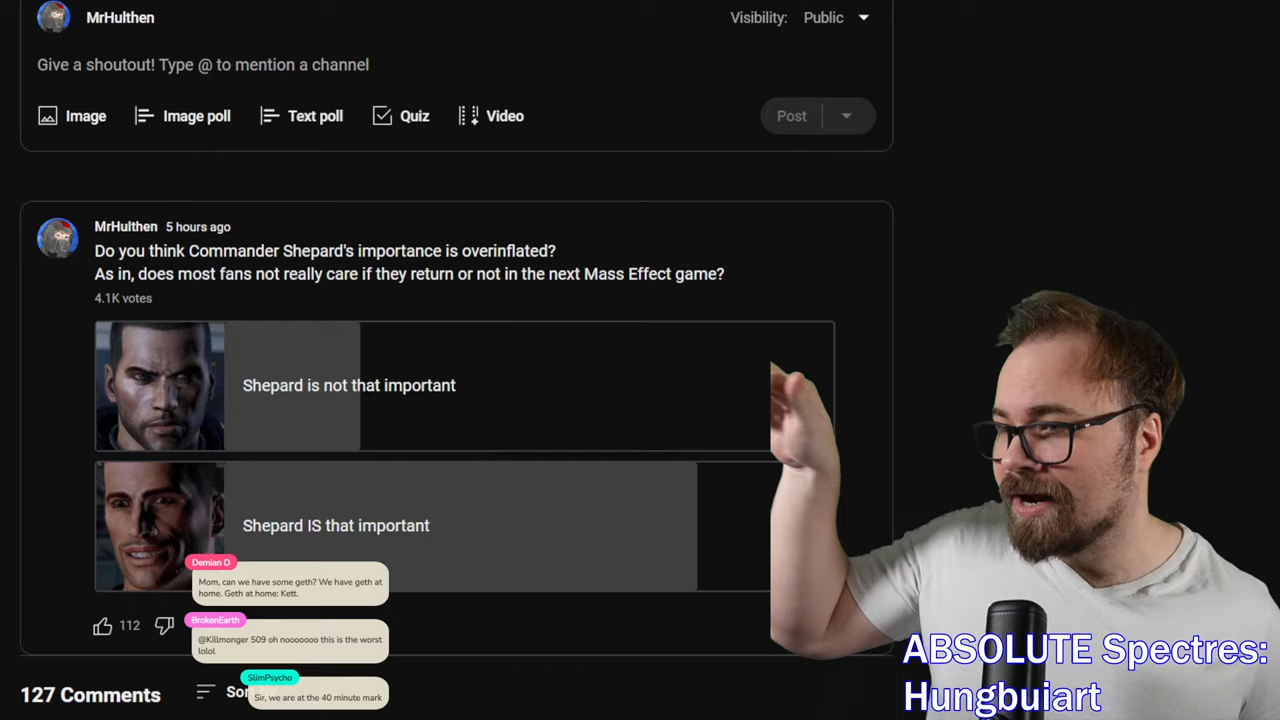 MrHulthen
Visibility: Public
Give a shoutout! Type @ to mention a channel
Image
Image poll
Text poll
Quiz
Video
Post
MrHulthen 5 hours ago
Do you think Commander Shepard's importance is overinflated?
As in, does most fans not really care if they return or not in the next Mass Effect game?
4.1K votes
Shepard is not that important
Shepard IS that important
Demian D
Mom, can we have some geth? We have geth at
home. Geth at home: Kett.
112
BrokenEarth
@Killmonger 509 oh nooooooo this is the worst
lolol
SlimPsycho
Sir, we are at the 40 minute mark
127 Comments
ABSOLUTE Spectres:
Hungbuiart